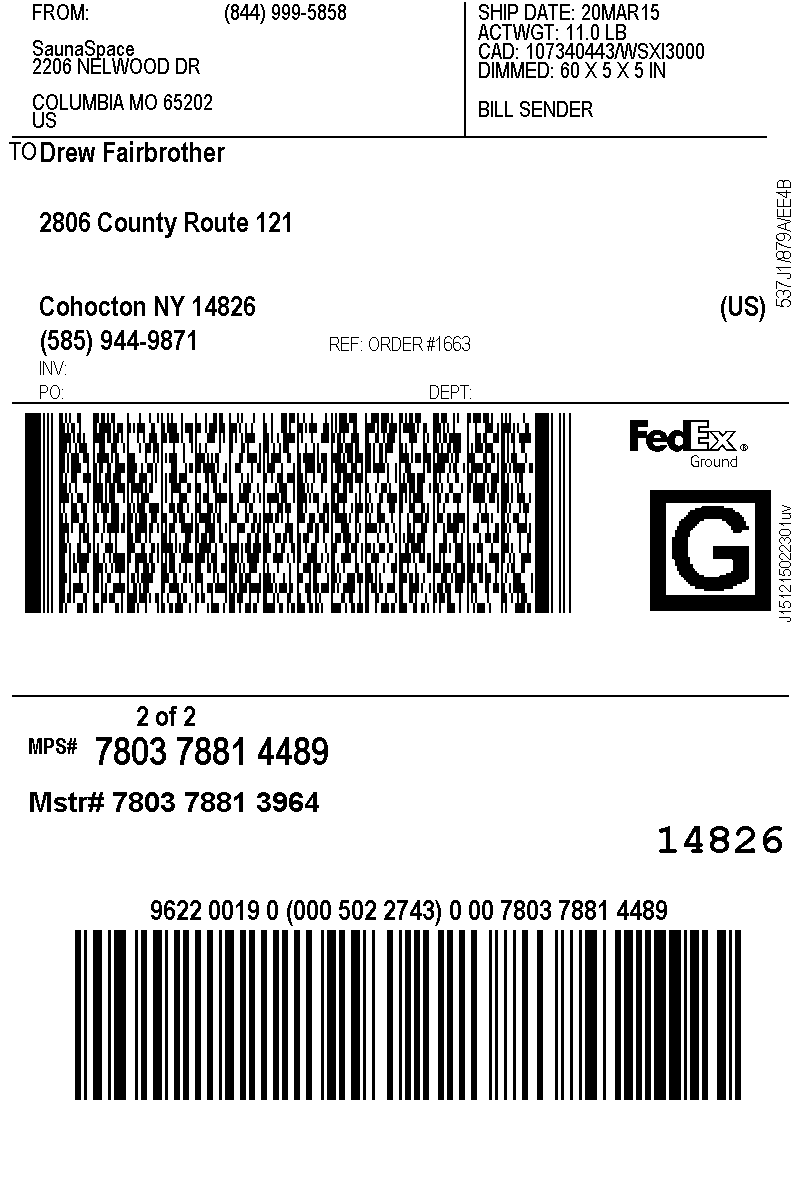 FROM: (844) 999-5858
SaunaSpace
2206 NELWOOD DR
COLUMBIA MO 65202
US
SHIP DATE: 20MAR15
ACTWGT: 11.0 LB
CAD: 107340443/WSXI3000
DIMMED: 60 X 5 X 5 IN
BILL SENDER
TO Drew Fairbrother
2806 County Route 121
Cohocton NY 14826 (US)
(585) 944-9871 REF: ORDER #1663
INV:
PO: DEPT:
537J1/879A/EE4B
FedEx®
Ground
G
J151215022301uv
2 of 2
MPS# 7803 7881 4489
Mstr# 7803 7881 3964
14826
9622 0019 0 (000 502 2743) 0 00 7803 7881 4489